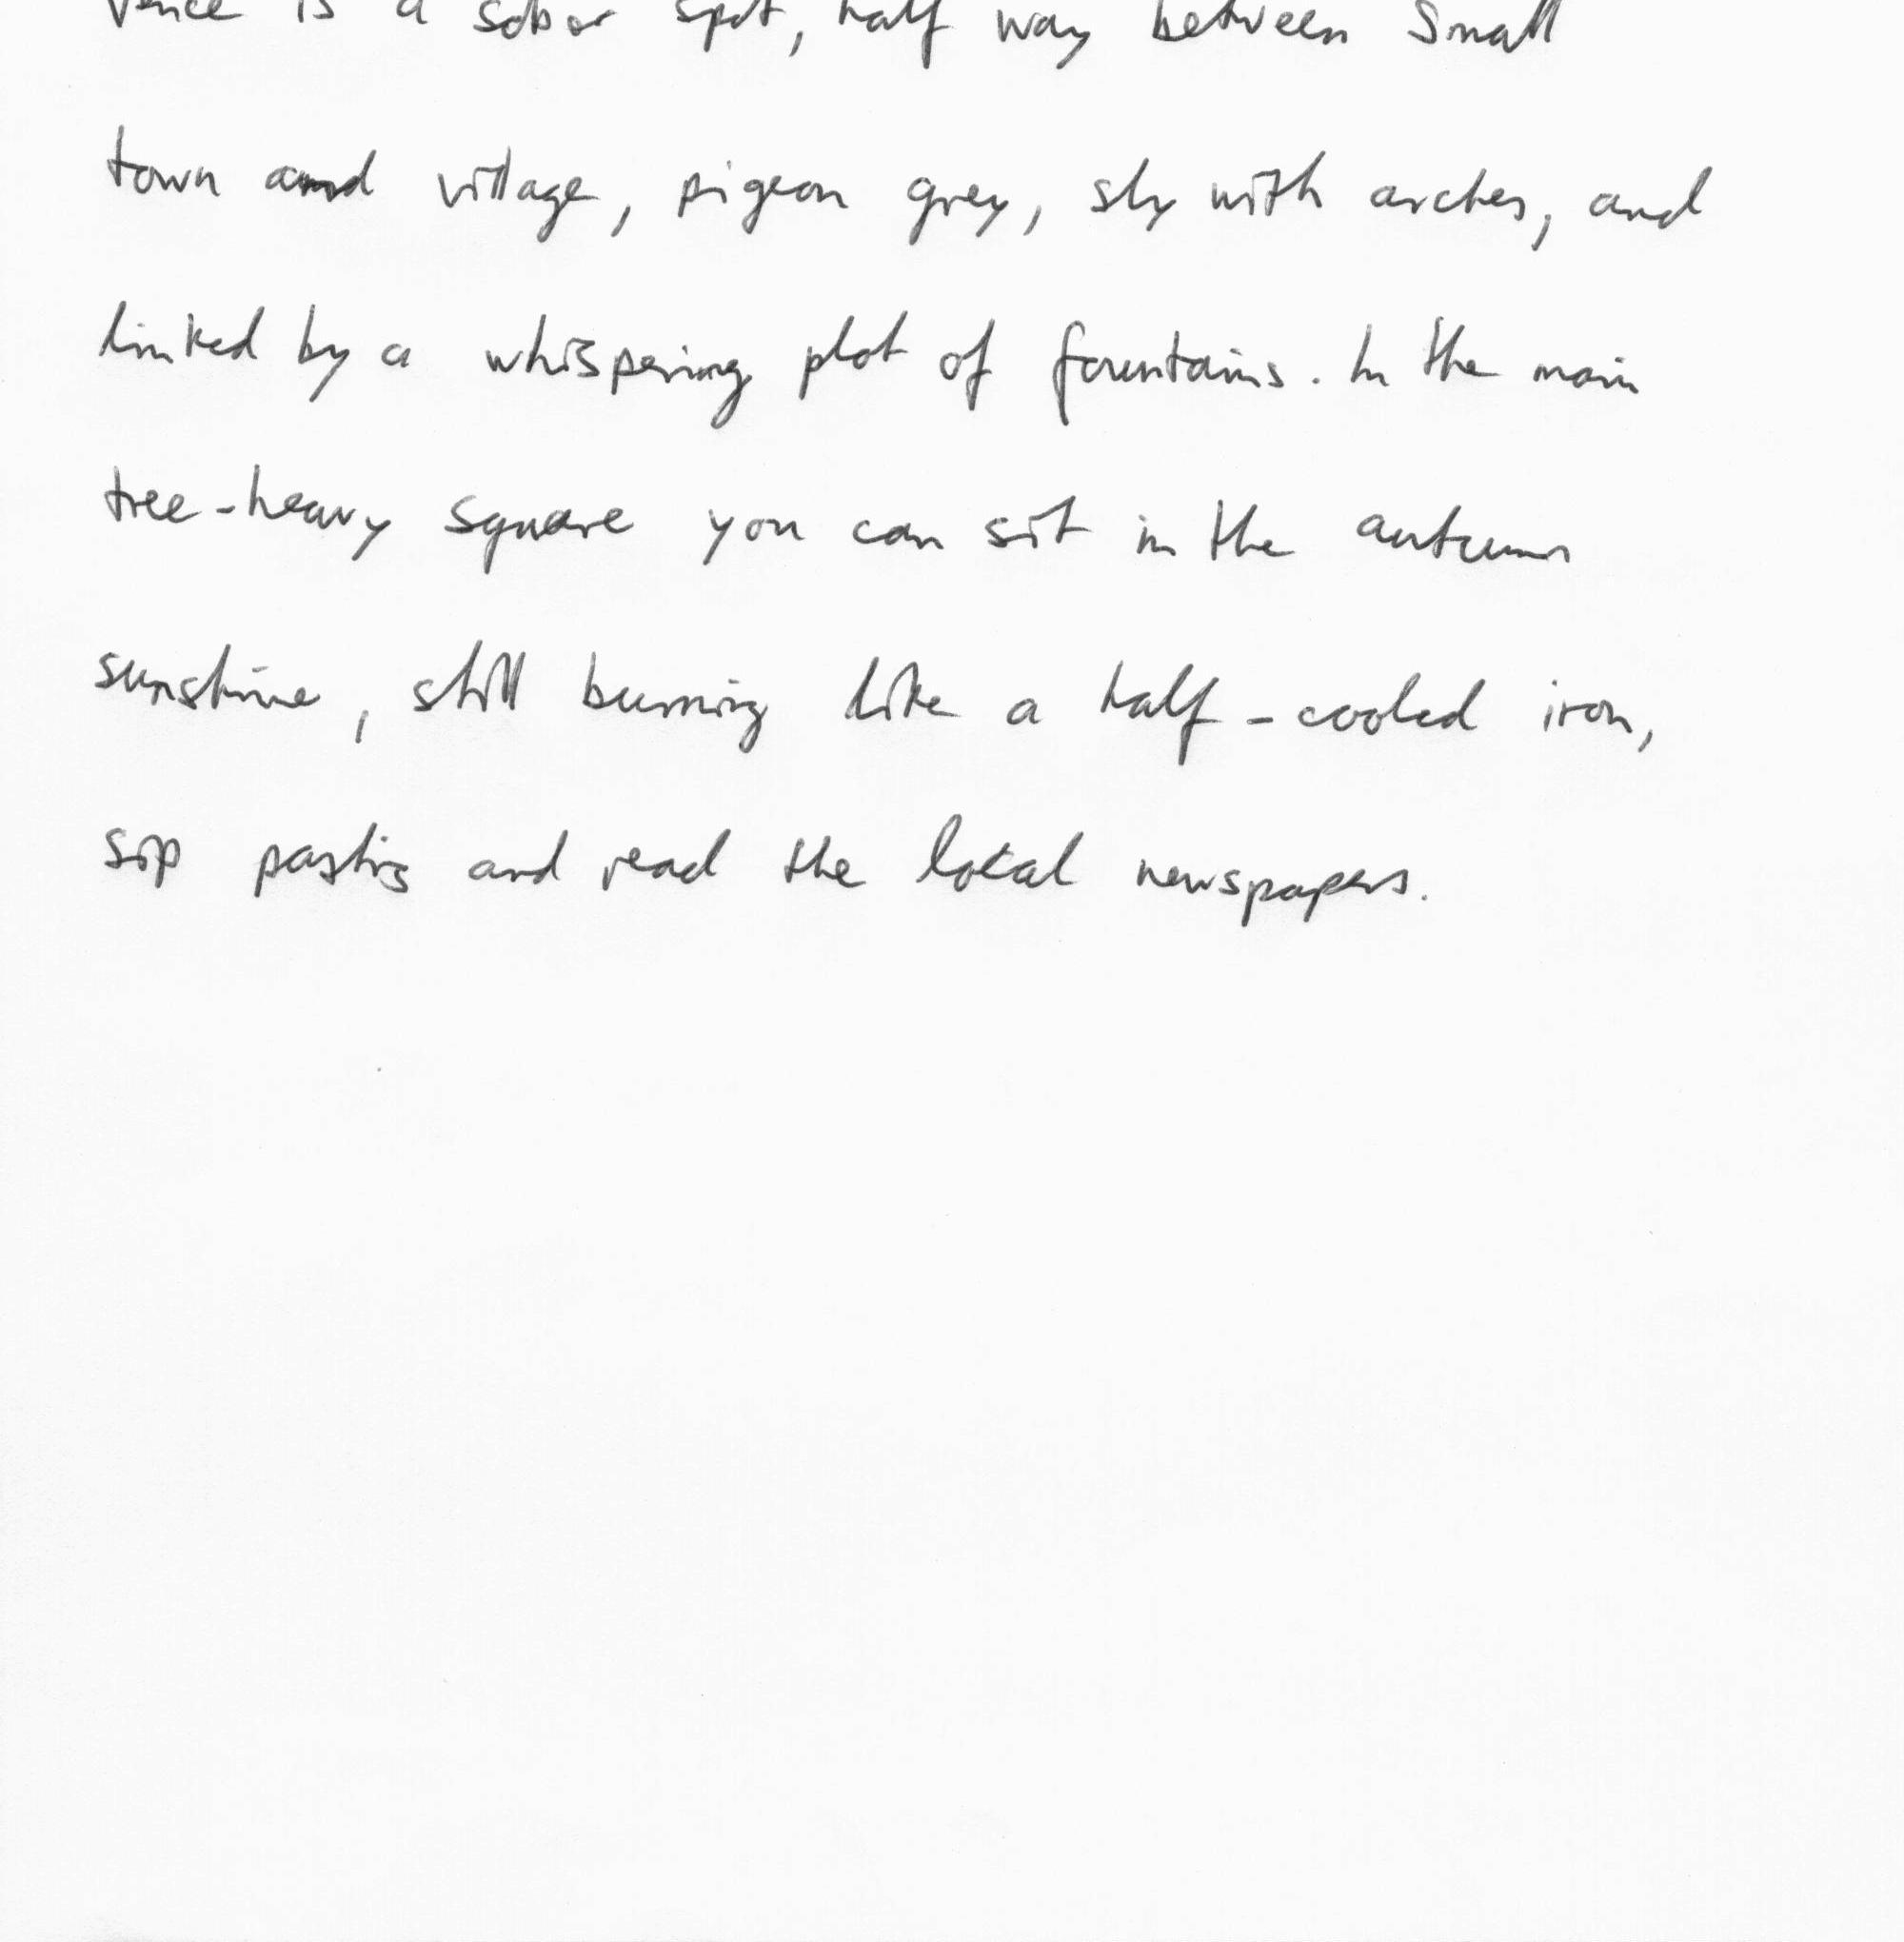 Vence is a sober spot, half way between small
town and village, pigeon grey, sly with arches, and
linked by a whispering plot of fountains. In the main
tree-heavy square you can sit in the autumn
sunshine, still burning like a half-cooled iron,
sip pastis and read the local newspapers.